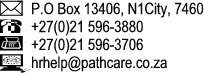 P.O Box 13406, N1City, 7460
+27(0)21 596-3880
+27(0)21 596-3706
hrhelp@pathcare.co.za